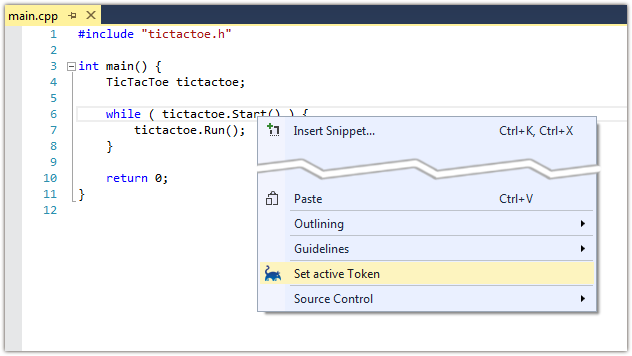 main.cpp
1 #include "tictactoe.h"
2
3 int main() {
4 TicTacToe tictactoe;
5
6 while ( tictactoe.Start() ) {
7 tictactoe.Run();
8 }
9
10 return 0;
11 }
12
Insert Snippet... Ctrl+K, Ctrl+X
Paste Ctrl+V
Outlining
Guidelines
Set active Token
Source Control